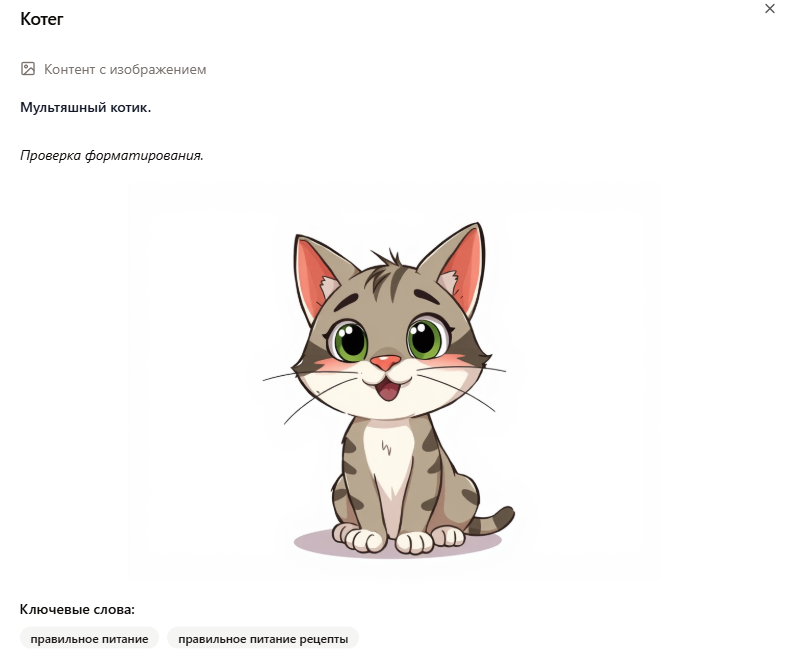 Котег
Контент с изображением
Мультяшный котик.
Проверка форматирования.
Ключевые слова:
правильное питание
правильное питание рецепты